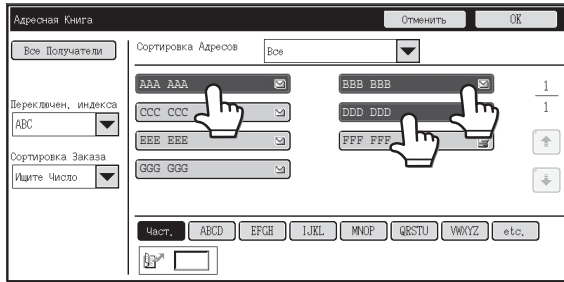 Адресная Книга
Отменить
OK
Все Получатели
Сортировка Адресов
Все
AAA AAA
BBB BBB
1
1
Переключен. индекса
ABC
CCC CCC
DDD DDD
EEE EEE
FFF FFF
Сортировка Заказа
Ищите Число
GGG GGG
Част.
ABCD
EFGH
IJKL
MNOP
QRSTU
VWXYZ
etc.